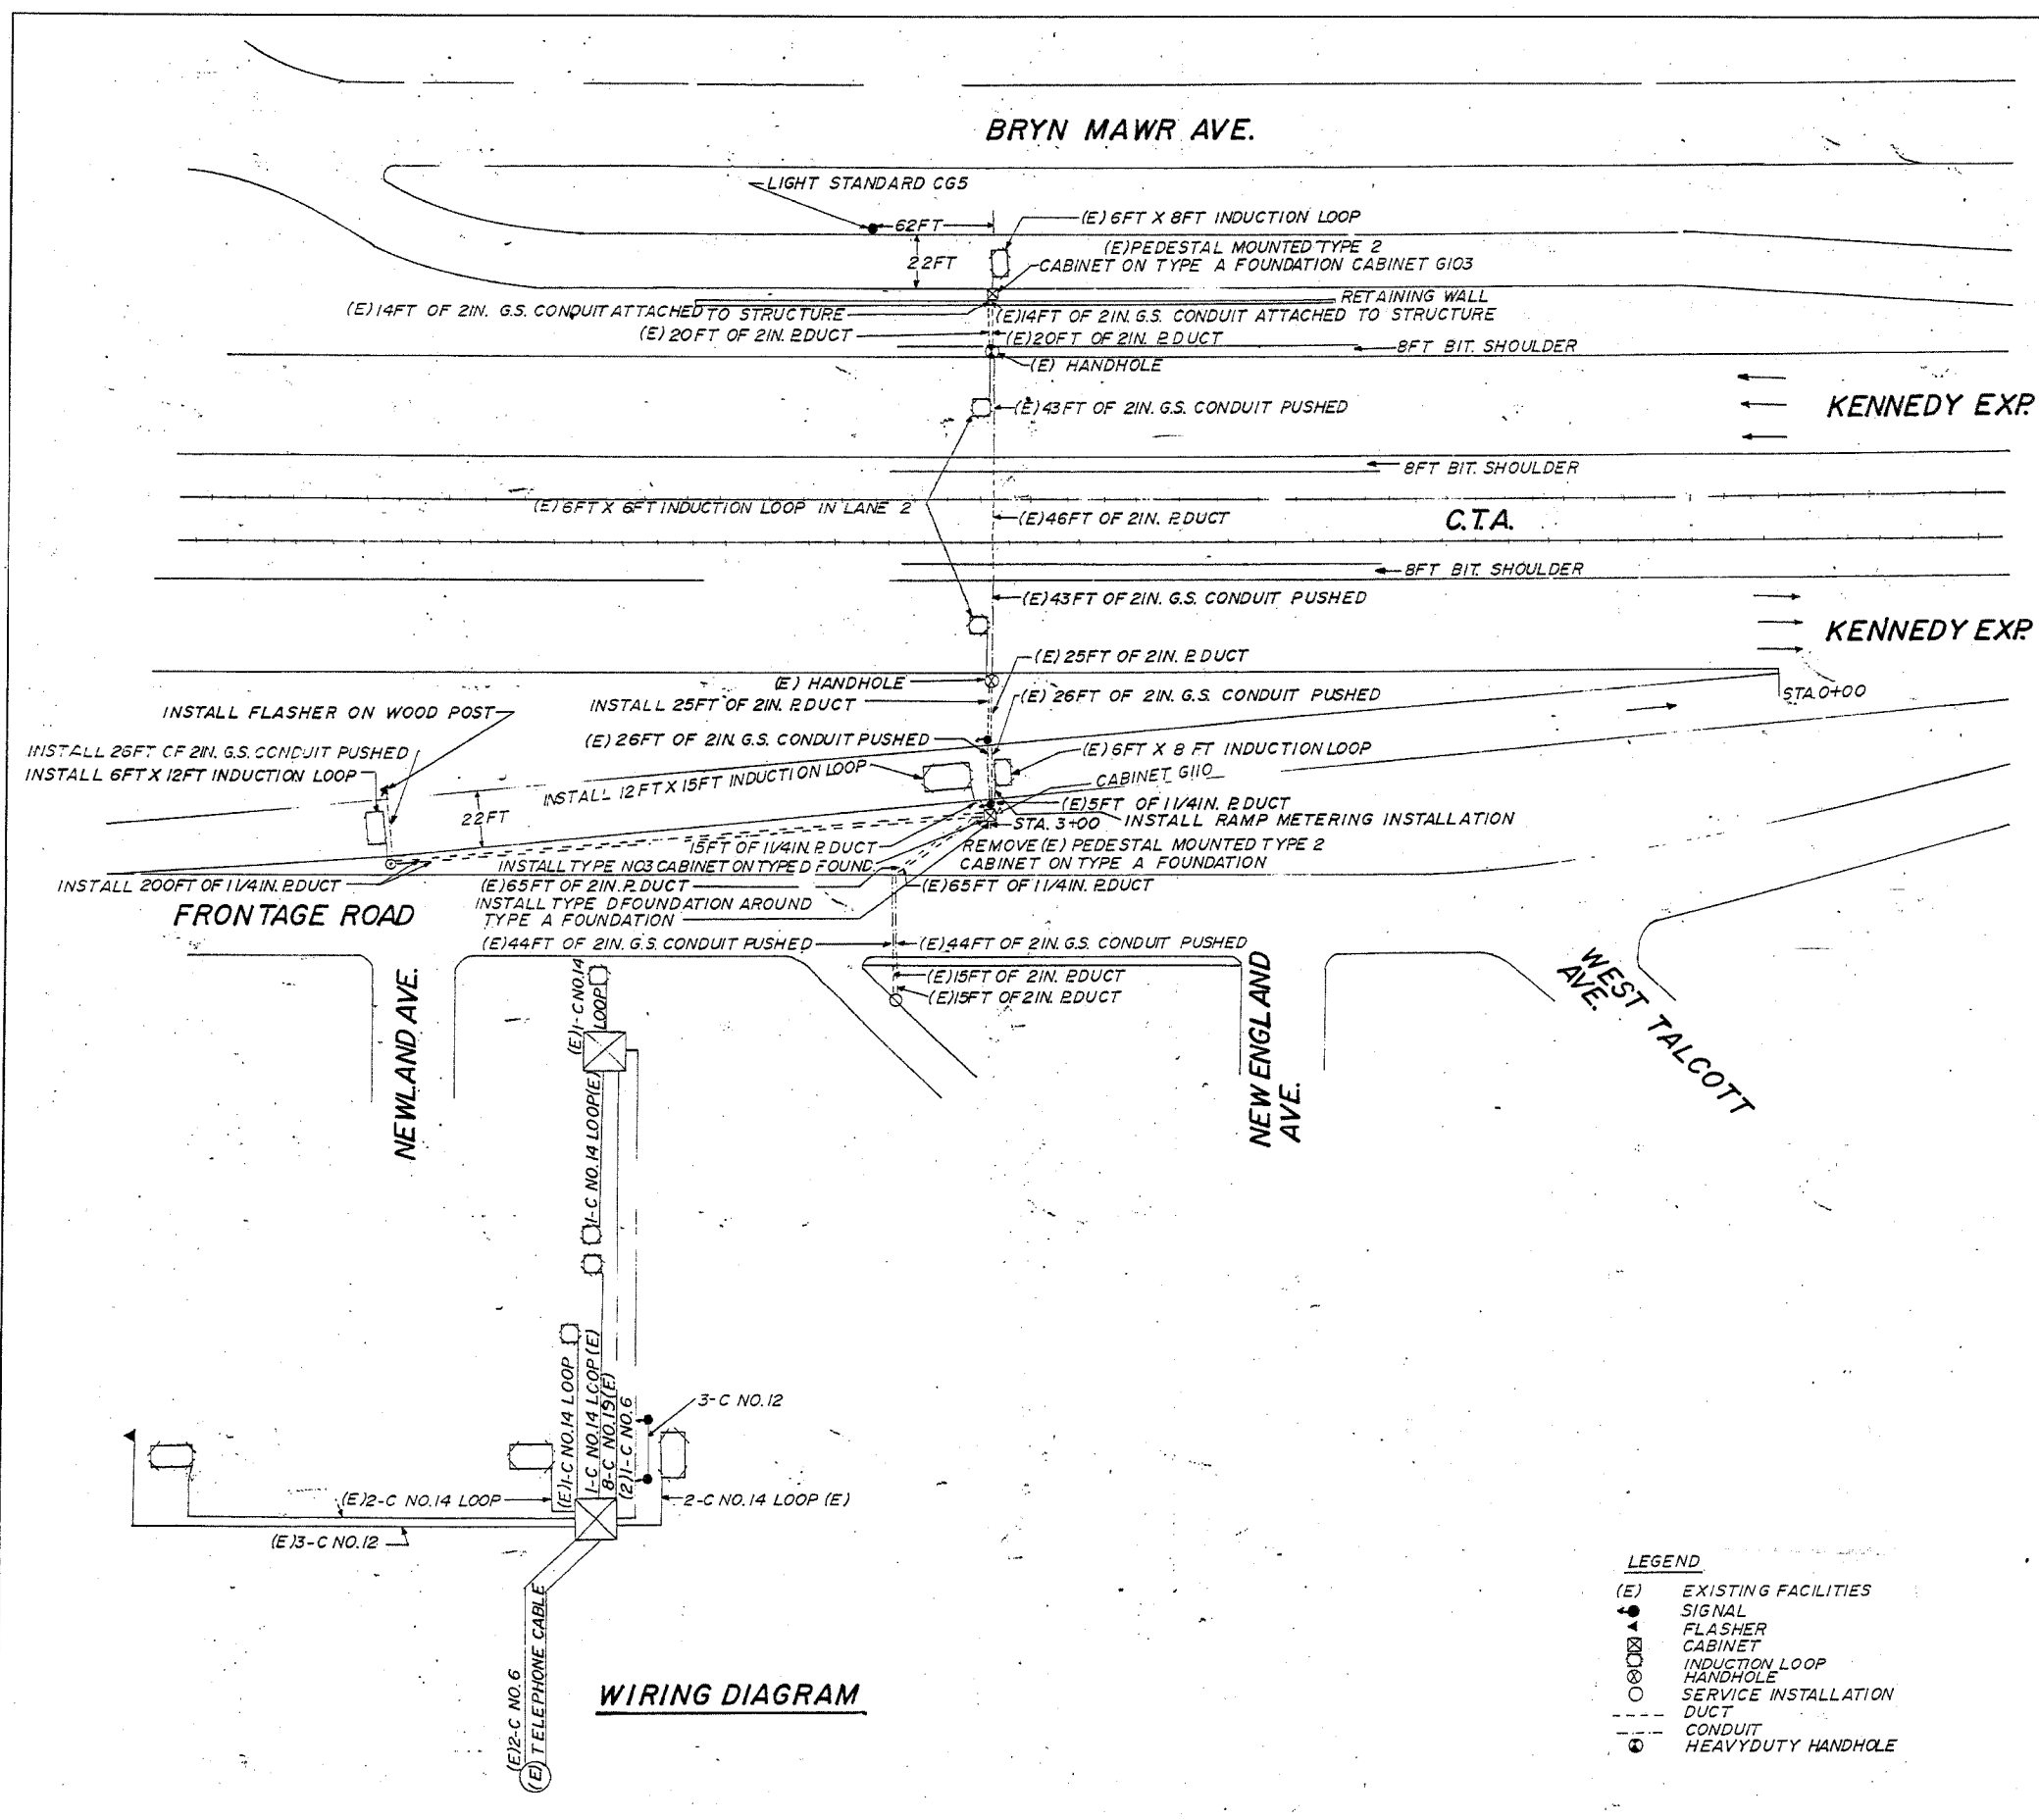 BRYN MAWR AVE.
LIGHT STANDARD CG5
62FT
(E) 6FT X 8FT INDUCTION LOOP
22FT
(E) PEDESTAL MOUNTED TYPE 2
CABINET ON TYPE A FOUNDATION CABINET G103
RETAINING WALL
(E) 14FT OF 2IN. G.S. CONDUIT ATTACHED TO STRUCTURE
(E) 14FT OF 2IN. G.S. CONDUIT ATTACHED TO STRUCTURE
(E) 20FT OF 2IN. P.DUCT
(E) 20FT OF 2IN. P.DUCT
8FT BIT. SHOULDER
(E) HANDHOLE
(E) 43FT OF 2IN. G.S. CONDUIT PUSHED
KENNEDY EXP.
8FT BIT. SHOULDER
(E) 6FT X 6FT INDUCTION LOOP IN LANE 2
(E) 46FT OF 2IN. P.DUCT
C.T.A.
8FT BIT. SHOULDER
(E) 43FT OF 2IN. G.S. CONDUIT PUSHED
KENNEDY EXP.
(E) 25FT OF 2IN. P.DUCT
(E) HANDHOLE
(E) 26FT OF 2IN. G.S. CONDUIT PUSHED
STA. 0+00
INSTALL 25FT OF 2IN. P.DUCT
INSTALL FLASHER ON WOOD POST
(E) 26FT OF 2IN. G.S. CONDUIT PUSHED
(E) 6FT X 8 FT INDUCTION LOOP
INSTALL 26FT OF 2IN. G.S. CONDUIT PUSHED
INSTALL 6FT X 12FT INDUCTION LOOP
INSTALL 12FT X 15FT INDUCTION LOOP
CABINET G110
22FT
(E) 5FT OF 1 1/4IN. P.DUCT
STA. 3+00
INSTALL RAMP METERING INSTALLATION
15FT OF 1 1/4IN. P.DUCT
REMOVE (E) PEDESTAL MOUNTED TYPE 2
CABINET ON TYPE A FOUNDATION
INSTALL TYPE NO3 CABINET ON TYPE D FOUND.
INSTALL 200FT OF 1 1/4IN. P.DUCT
(E) 65FT OF 2IN. P.DUCT
(E) 65FT OF 1 1/4IN. P.DUCT
INSTALL TYPE D FOUNDATION AROUND
TYPE A FOUNDATION
FRONTAGE ROAD
(E) 44FT OF 2IN. G.S. CONDUIT PUSHED
(E) 44FT OF 2IN. G.S. CONDUIT PUSHED
(E) 15FT OF 2IN. P.DUCT
(E) 15FT OF 2IN. P.DUCT
NEWLAND AVE.
NEW ENGLAND
AVE.
WEST TALCOTT
AVE.
(E) 1-C NO.14
LOOP
1-C NO.14 LOOP (E)
(E) 1-C NO.14 LOOP
1-C NO.14 LOOP (E)
8-C NO.19 (E)
(2) 1-C NO.6
3-C NO.12
(E) 2-C NO.14 LOOP
2-C NO.14 LOOP (E)
(E) 3-C NO.12
(E) 2-C NO.6
(E) TELEPHONE CABLE
WIRING DIAGRAM
LEGEND
(E) EXISTING FACILITIES
SIGNAL
FLASHER
CABINET
INDUCTION LOOP
HANDHOLE
SERVICE INSTALLATION
DUCT
CONDUIT
HEAVYDUTY HANDHOLE